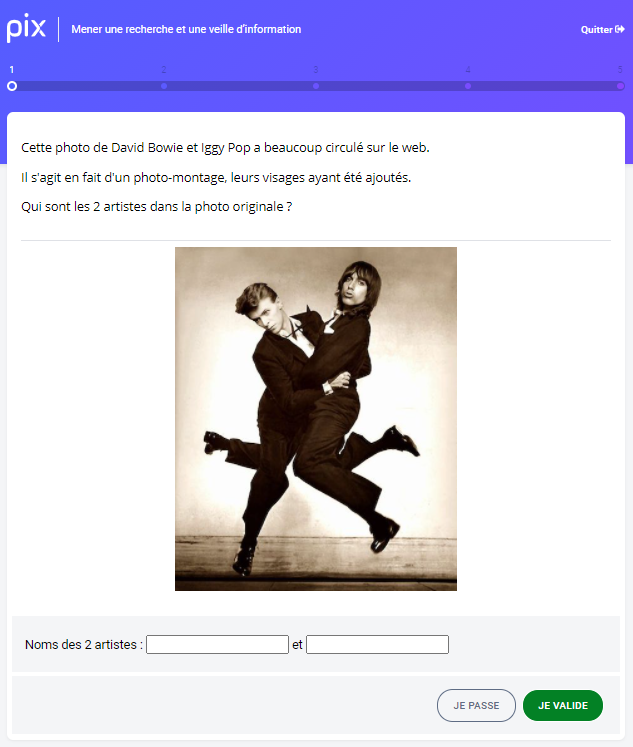 pix
Mener une recherche et une veille d'information
Quitter
1 2 3 4 5
Cette photo de David Bowie et Iggy Pop a beaucoup circulé sur le web.
Il s'agit en fait d'un photo-montage, leurs visages ayant été ajoutés.
Qui sont les 2 artistes dans la photo originale ?
Noms des 2 artistes : et
JE PASSE JE VALIDE